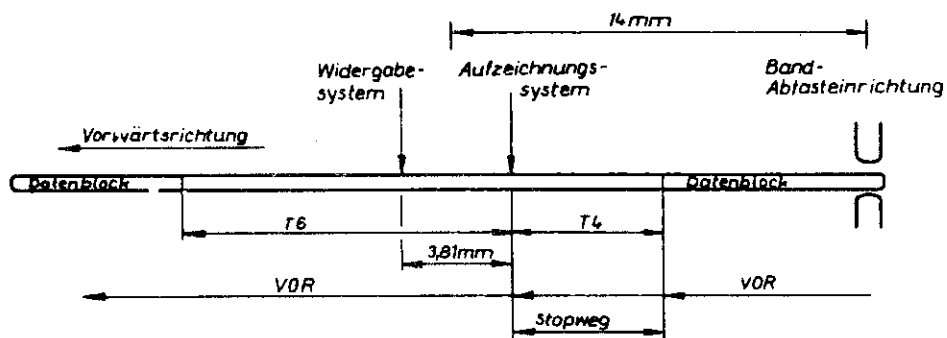 14mm
Widergabe-
system
Aufzeichnungs-
system
Band-
Abtasteinrichtung
Vorwärtsrichtung
Datenblock
Datenblock
T6
T4
3,81mm
VOR
VOR
Stopweg